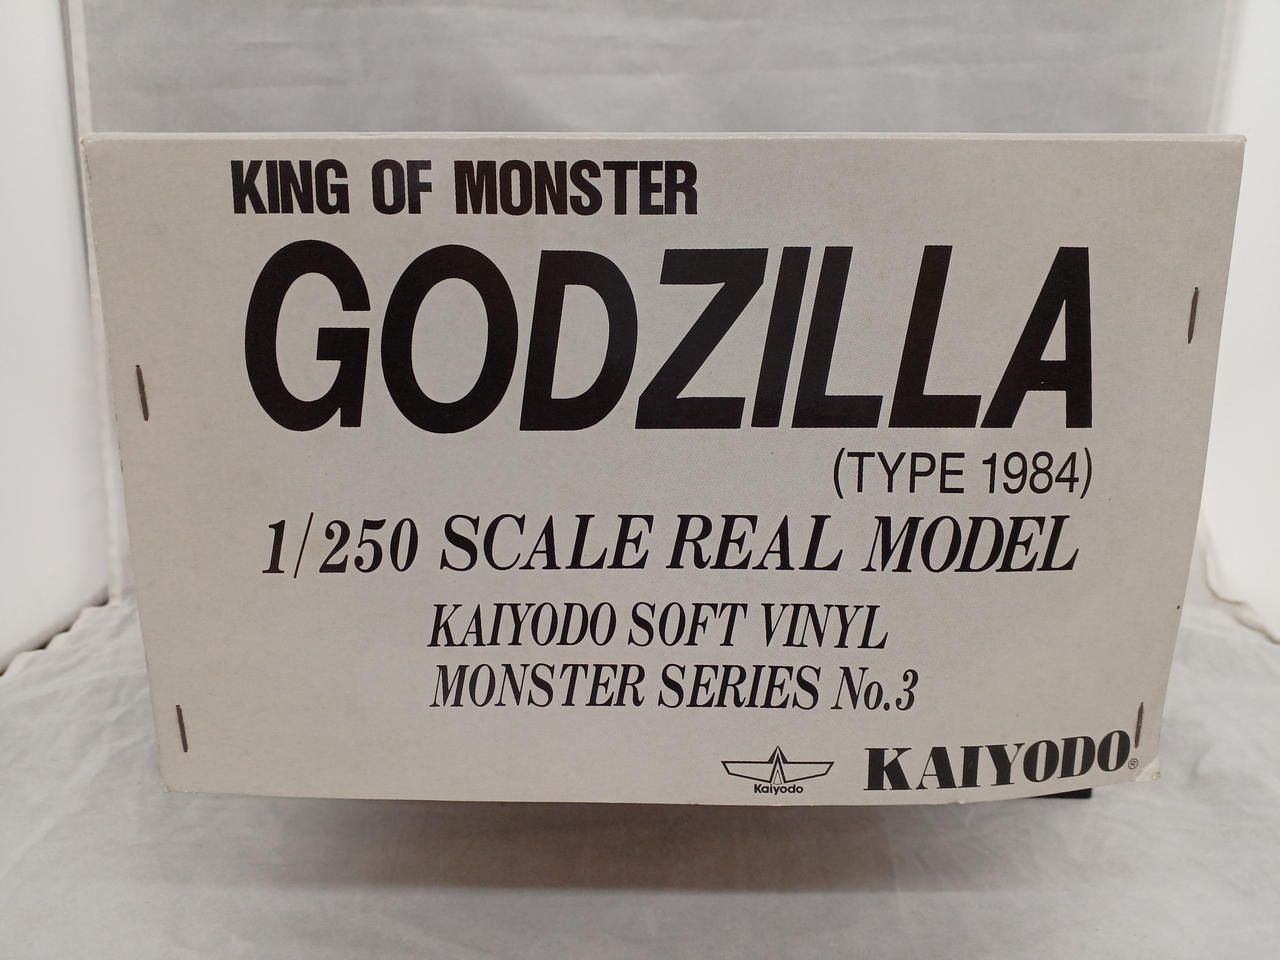 KING OF MONSTER
GODZILLA
(TYPE 1984)
1/250 SCALE REAL MODEL
KAIYODO SOFT VINYL
MONSTER SERIES No.3
Kaiyodo
KAIYODO®